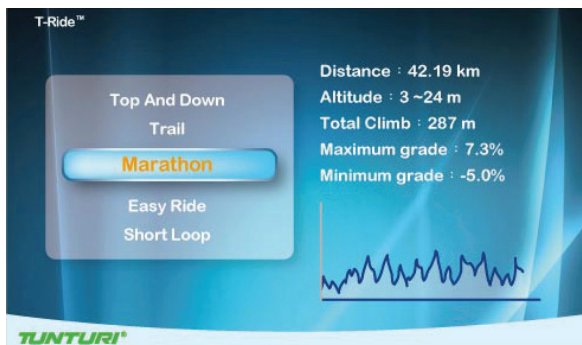 T-Ride™
Top And Down
Trail
Marathon
Easy Ride
Short Loop
Distance : 42.19 km
Altitude : 3 ~24 m
Total Climb : 287 m
Maximum grade : 7.3%
Minimum grade : -5.0%
TUNTURI®